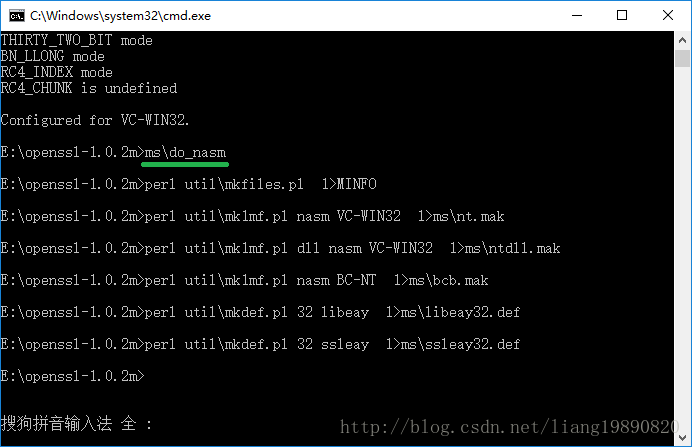 C:\Windows\system32\cmd.exe
THIRTY_TWO_BIT mode
BN_LLONG mode
RC4_INDEX mode
RC4_CHUNK is undefined
Configured for VC-WIN32.
E:\openssl-1.0.2m>ms\do_nasm
E:\openssl-1.0.2m>perl util\mkfiles.pl  1>MINFO
E:\openssl-1.0.2m>perl util\mk1mf.pl nasm VC-WIN32  1>ms\nt.mak
E:\openssl-1.0.2m>perl util\mk1mf.pl dll nasm VC-WIN32  1>ms\ntdll.mak
E:\openssl-1.0.2m>perl util\mk1mf.pl nasm BC-NT  1>ms\bcb.mak
E:\openssl-1.0.2m>perl util\mkdef.pl 32 libeay  1>ms\libeay32.def
E:\openssl-1.0.2m>perl util\mkdef.pl 32 ssleay  1>ms\ssleay32.def
E:\openssl-1.0.2m>
搜狗拼音输入法 全 :
http://blog.csdn.net/liang19890820